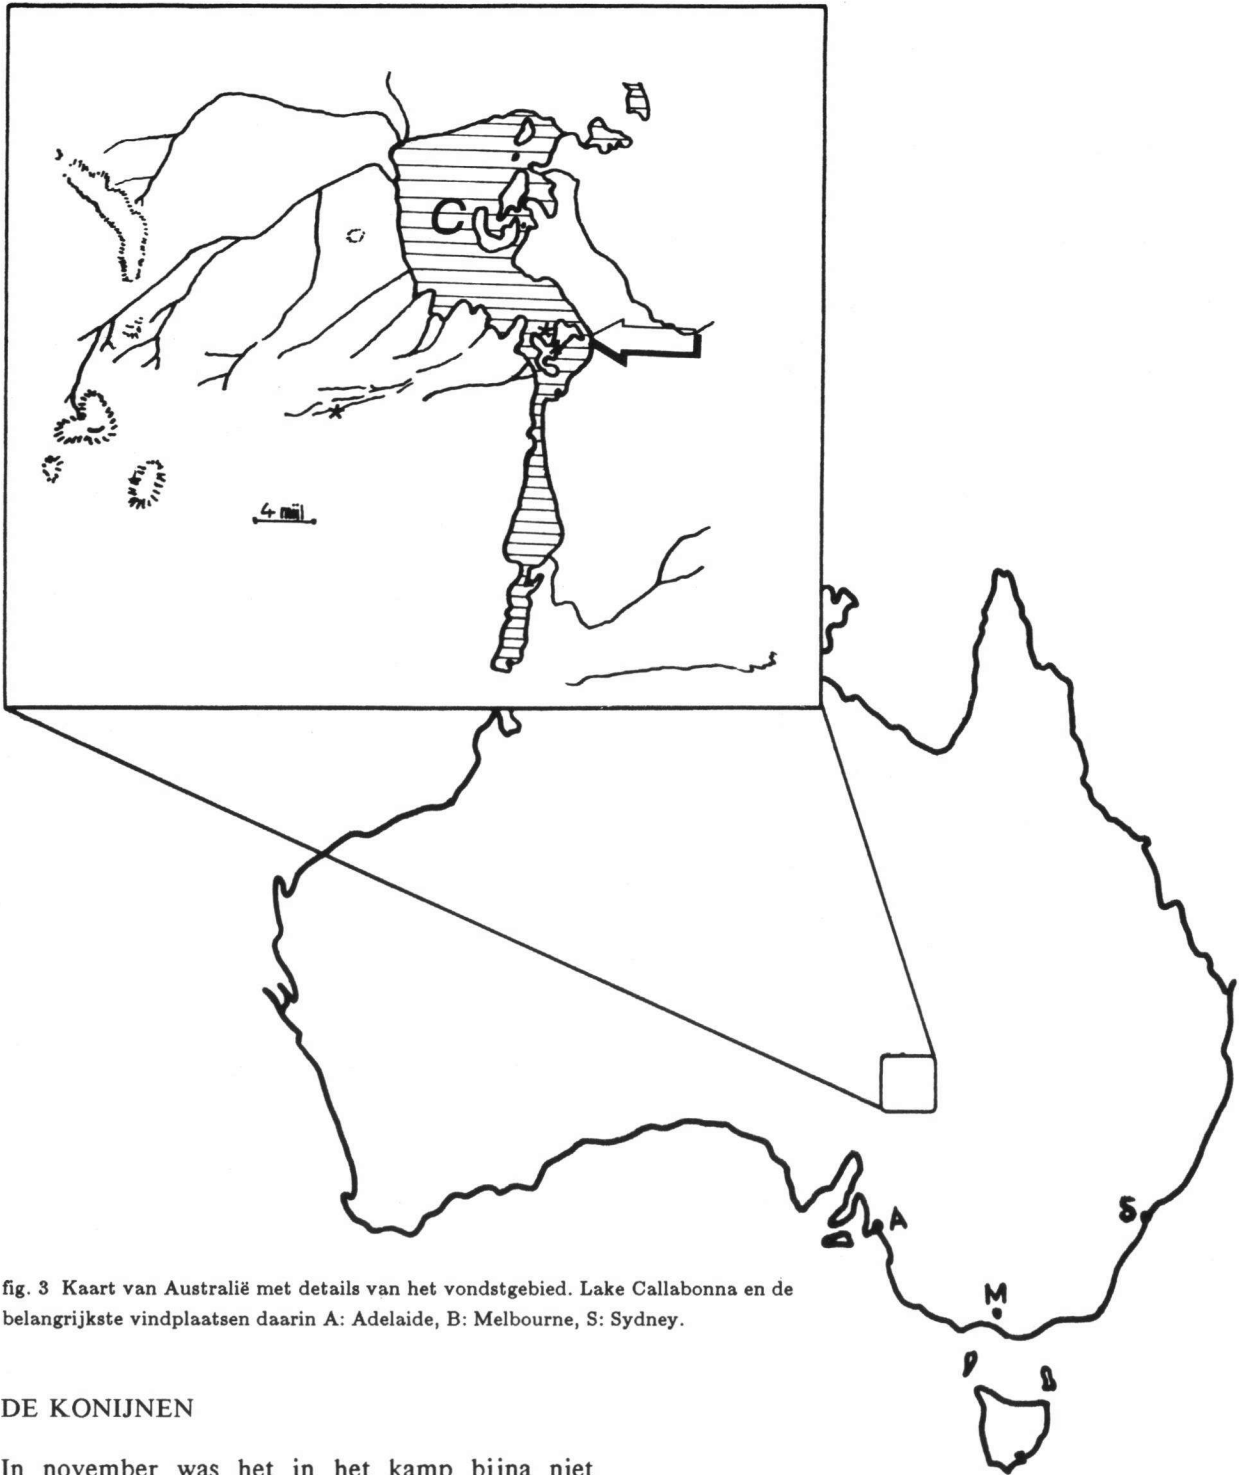 C
4 mijl
A
S
M
fig. 3 Kaart van Australië met details van het vondstgebied. Lake Callabonna en de
belangrijkste vindplaatsen daarin A: Adelaide, B: Melbourne, S: Sydney.
DE KONIJNEN
In november was het in het kamp bijna niet